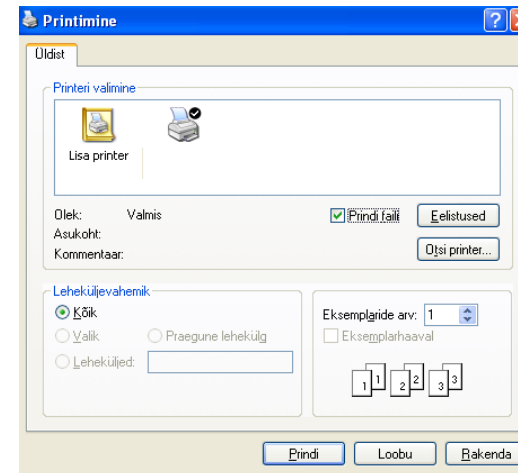 Printimine
Üldist
Printeri valimine
Lisa printer
Olek: Valmis
Prindi faili
Eelistused
Asukoht:
Kommentaar:
Otsi printer...
Leheküljevahemik
Kõik
Valik
Praegune lehekülg
Leheküljed:
Eksemplaride arv: 1
Eksemplarhaaval
1 1 2 2 3 3
Prindi
Loobu
Rakenda